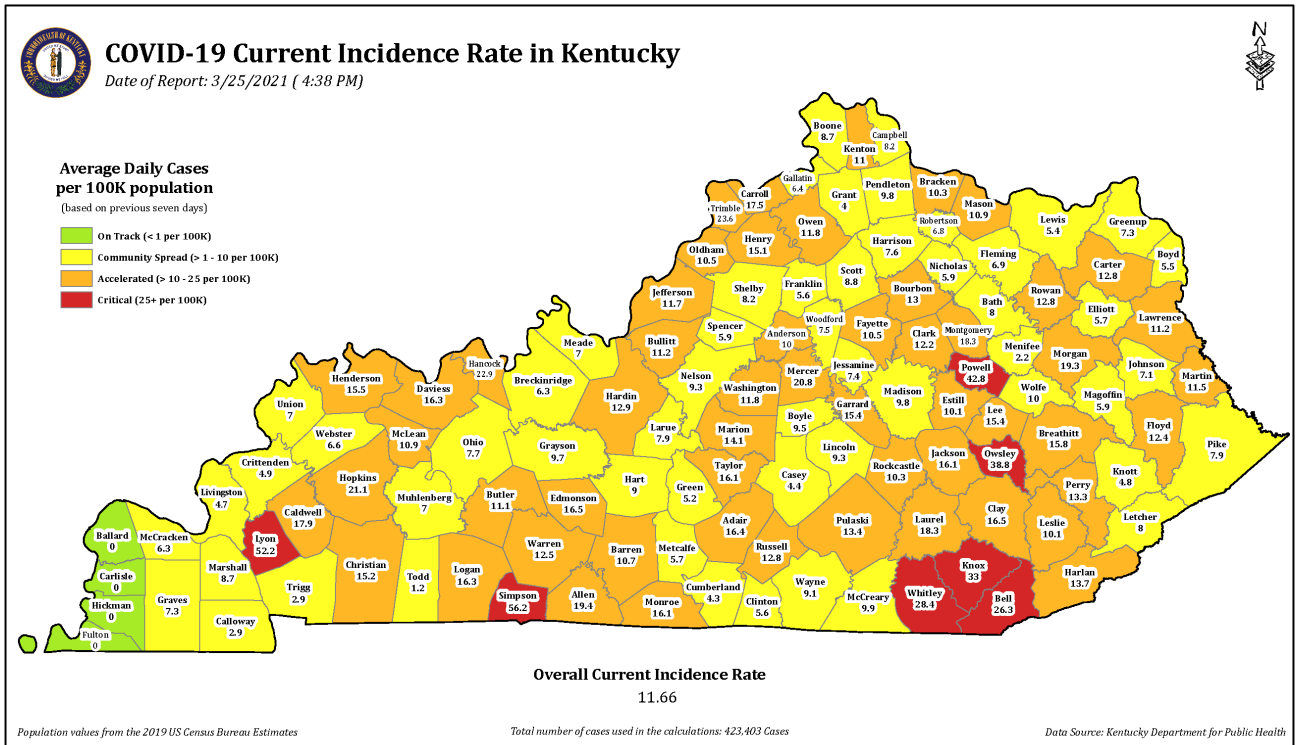 COVID-19 Current Incidence Rate in Kentucky
Date of Report: 3/25/2021 ( 4:38 PM)
N
Average Daily Cases
per 100K population
(based on previous seven days)
On Track (< 1 per 100K)
Community Spread (> 1 - 10 per 100K)
Accelerated (> 10 - 25 per 100K)
Critical (25+ per 100K)
Boone
8.7
Kenton
11
Campbell
8.2
Gallatin
6.4
Carroll
17.5
Trimble
23.6
Grant
4
Pendleton
9.8
Bracken
10.3
Mason
10.9
Robertson
6.8
Lewis
5.4
Greenup
7.3
Boyd
5.5
Owen
11.8
Henry
15.1
Oldham
10.5
Harrison
7.6
Nicholas
5.9
Fleming
6.9
Carter
12.8
Rowan
12.8
Elliott
5.7
Lawrence
11.2
Jefferson
11.7
Shelby
8.2
Franklin
5.6
Scott
8.8
Bourbon
13
Bath
8
Spencer
5.9
Woodford
7.5
Anderson
10
Fayette
10.5
Clark
12.2
Montgomery
18.3
Menifee
2.2
Morgan
19.3
Johnson
7.1
Martin
11.5
Bullitt
11.2
Meade
7
Hancock
22.9
Breckinridge
6.3
Hardin
12.9
Nelson
9.3
Washington
11.8
Mercer
20.8
Jessamine
7.4
Garrard
15.4
Madison
9.8
Powell
42.8
Estill
10.1
Wolfe
10
Lee
15.4
Magoffin
5.9
Floyd
12.4
Pike
7.9
Breathitt
15.8
Henderson
15.5
Daviess
16.3
Union
7
Webster
6.6
McLean
10.9
Ohio
7.7
Grayson
9.7
Larue
7.9
Marion
14.1
Boyle
9.5
Lincoln
9.3
Rockcastle
10.3
Jackson
16.1
Owsley
38.8
Knott
4.8
Perry
13.3
Letcher
8
Crittenden
4.9
Livingston
4.7
Hopkins
21.1
Caldwell
17.9
Muhlenberg
7
Butler
11.1
Edmonson
16.5
Hart
9
Green
5.2
Taylor
16.1
Casey
4.4
Adair
16.4
Pulaski
13.4
Laurel
18.3
Clay
16.5
Leslie
10.1
Harlan
13.7
Ballard
0
McCracken
6.3
Lyon
52.2
Carlisle
0
Marshall
8.7
Hickman
0
Graves
7.3
Fulton
0
Calloway
2.9
Trigg
2.9
Christian
15.2
Todd
1.2
Logan
16.3
Warren
12.5
Simpson
56.2
Allen
19.4
Barren
10.7
Monroe
16.1
Metcalfe
5.7
Cumberland
4.3
Russell
12.8
Clinton
5.6
Wayne
9.1
McCreary
9.9
Whitley
28.4
Knox
33
Bell
26.3
Overall Current Incidence Rate
11.66
Population values from the 2019 US Census Bureau Estimates
Total number of cases used in the calculations: 423,403 Cases
Data Source: Kentucky Department for Public Health